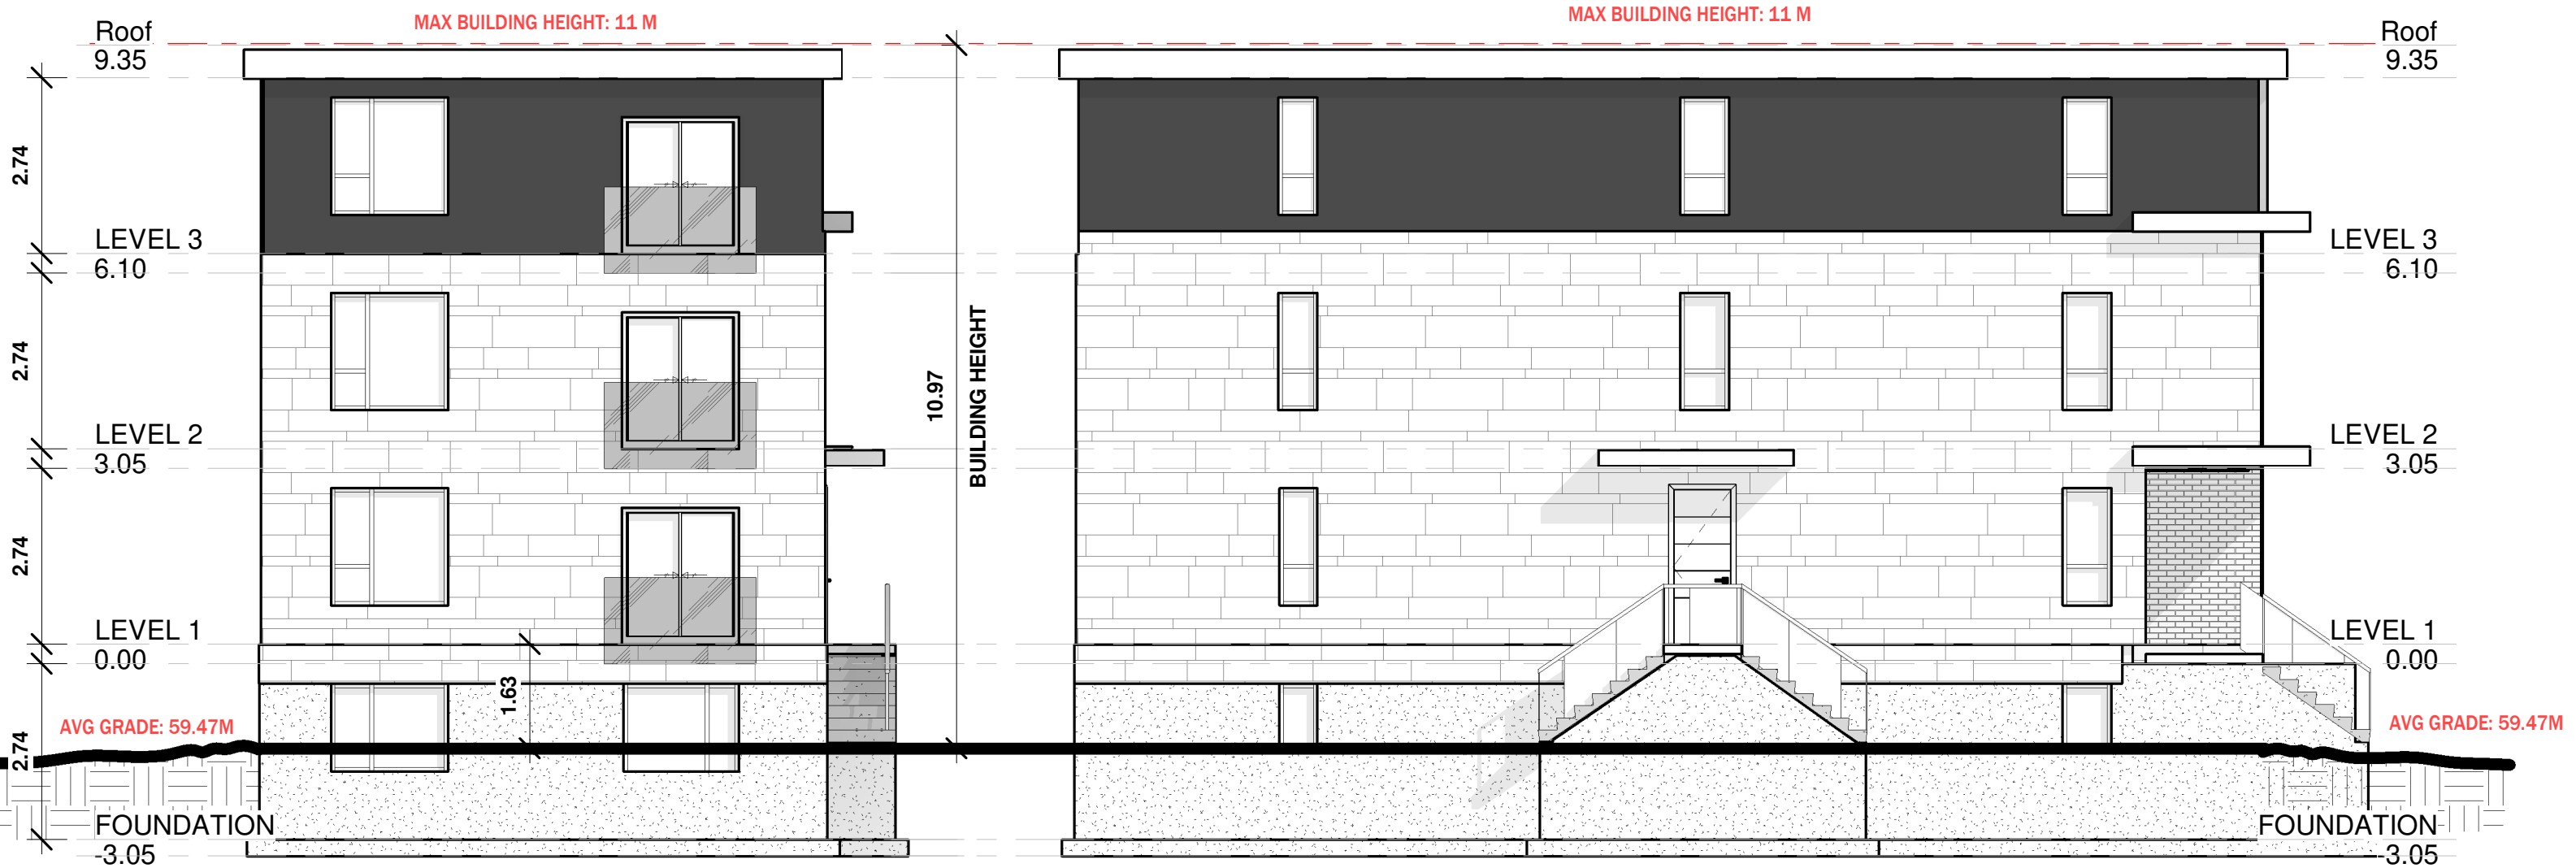 MAX BUILDING HEIGHT: 11 M
MAX BUILDING HEIGHT: 11 M
Roof
9.35
Roof
9.35
2.74
LEVEL 3
6.10
LEVEL 3
6.10
2.74
10.97
BUILDING HEIGHT
LEVEL 2
3.05
LEVEL 2
3.05
2.74
LEVEL 1
0.00
LEVEL 1
0.00
1.63
AVG GRADE: 59.47M
AVG GRADE: 59.47M
2.74
FOUNDATION
-3.05
FOUNDATION
-3.05